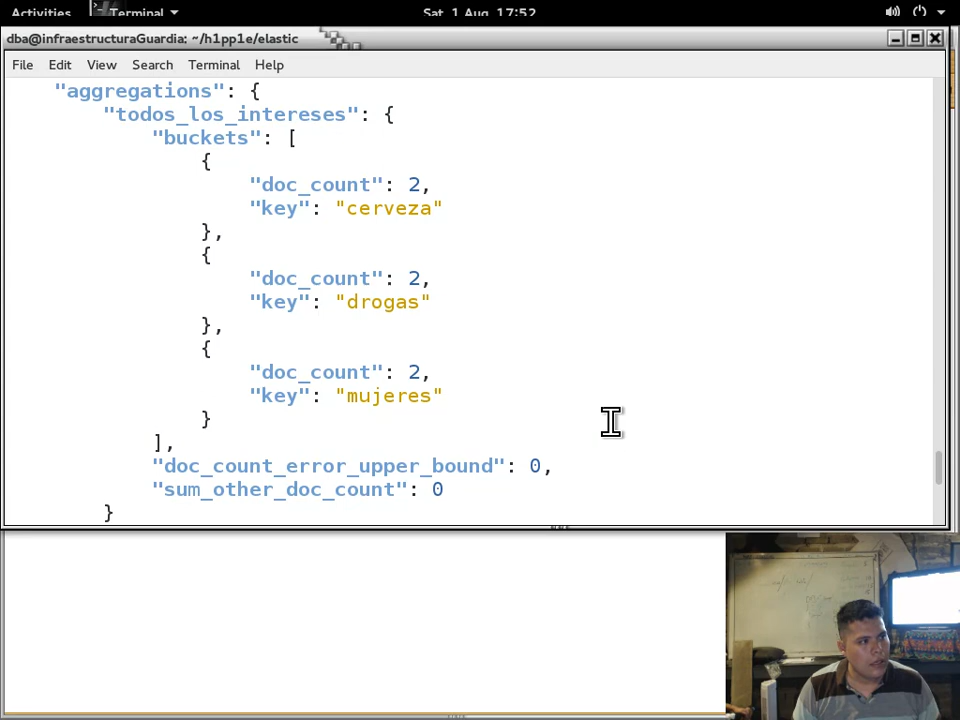 Activities Terminal Sat 1 Aug, 17:52
dba@infraestructuraGuardia: ~/h1pp1e/elastic
File Edit View Search Terminal Help
"aggregations": {
"todos_los_intereses": {
"buckets": [
{
"doc_count": 2,
"key": "cerveza"
},
{
"doc_count": 2,
"key": "drogas"
},
{
"doc_count": 2,
"key": "mujeres"
}
],
"doc_count_error_upper_bound": 0,
"sum_other_doc_count": 0
}